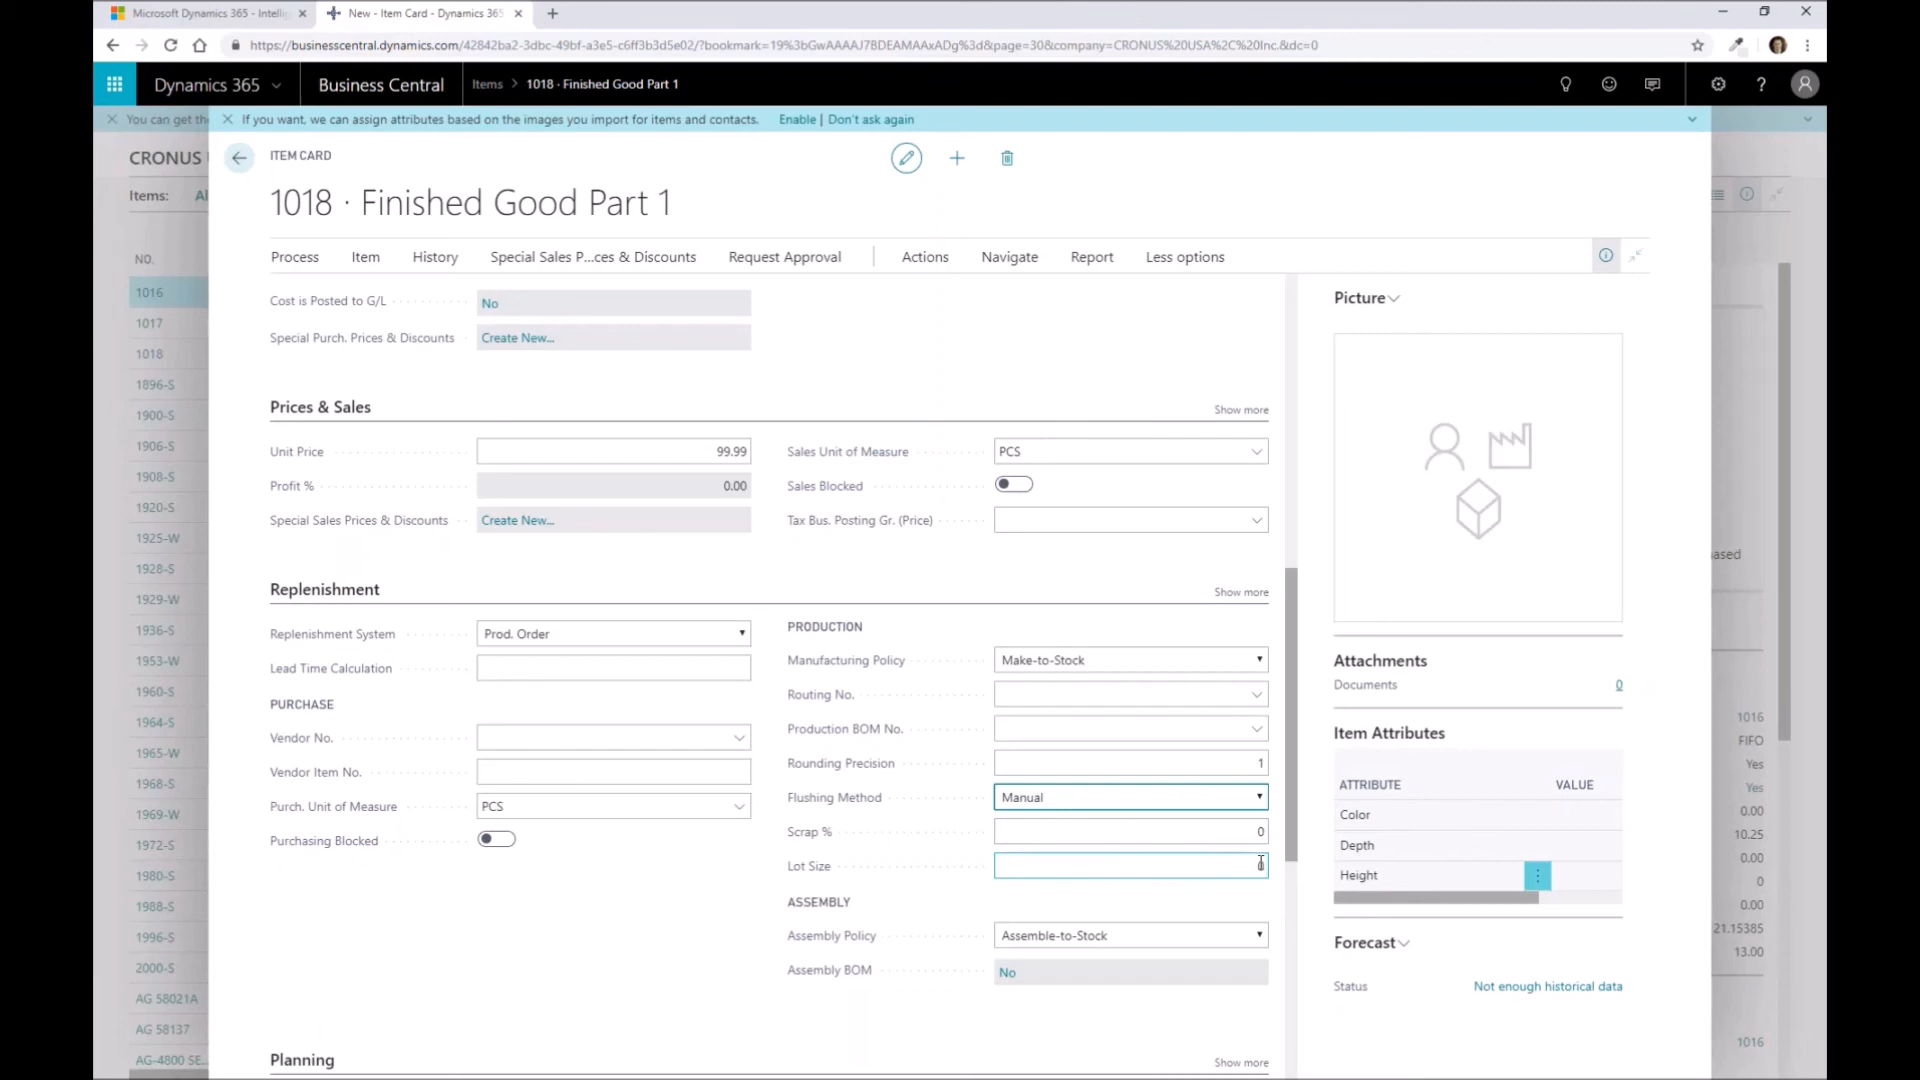 Microsoft Dynamics 365 - Intelli
New - Item Card - Dynamics 365
https://businesscentral.dynamics.com/42842ba2-3dbc-49bf-a3e5-c6ff3b3d5e02/?bookmark=19%3bGwAAAAJ7BDEAMAAxADg%3d&page=30&company=CRONUS%20USA%2C%20Inc.&dc=0
Dynamics 365
Business Central
Items > 1018 · Finished Good Part 1
You can get the
If you want, we can assign attributes based on the images you import for items and contacts. Enable | Don't ask again
CRONUS
Items: Al
ITEM CARD
1018 · Finished Good Part 1
Process Item History Special Sales P...ces & Discounts Request Approval Actions Navigate Report Less options
NO.
1016
1017
1018
1896-S
1900-S
1906-S
1908-S
1920-S
1925-W
1928-S
1929-W
1936-S
1953-W
1960-S
1964-S
1965-W
1968-S
1969-W
1972-S
1980-S
1988-S
1996-S
2000-S
AG 58021A
AG 58137
AG-4800 SE...
Cost is Posted to G/L No
Special Purch. Prices & Discounts Create New...
Prices & Sales Show more
Unit Price 99.99
Profit % 0.00
Special Sales Prices & Discounts Create New...
Sales Unit of Measure PCS
Sales Blocked
Tax Bus. Posting Gr. (Price)
Replenishment Show more
Replenishment System Prod. Order
Lead Time Calculation
PURCHASE
Vendor No.
Vendor Item No.
Purch. Unit of Measure PCS
Purchasing Blocked
PRODUCTION
Manufacturing Policy Make-to-Stock
Routing No.
Production BOM No.
Rounding Precision 1
Flushing Method Manual
Scrap % 0
Lot Size
ASSEMBLY
Assembly Policy Assemble-to-Stock
Assembly BOM No
Planning Show more
Picture
Attachments
Documents 0
Item Attributes
ATTRIBUTE VALUE
Color
Depth
Height
Forecast
Status Not enough historical data
ased
1016
FIFO
Yes
Yes
0.00
10.25
0.00
0
0.00
21.15385
13.00
1016